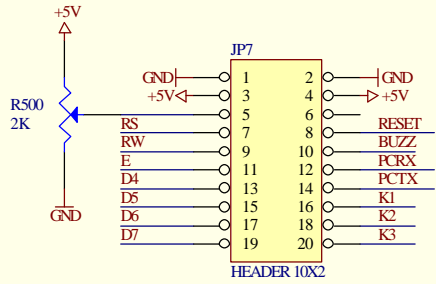 +5V
JP7
GND 1 2 GND
+5V 3 4 +5V
R500
2K
5 6
RS 7 8 RESET
RW 9 10 BUZZ
E 11 12 PCRX
D4 13 14 PCTX
D5 15 16 K1
D6 17 18 K2
D7 19 20 K3
GND
HEADER 10X2